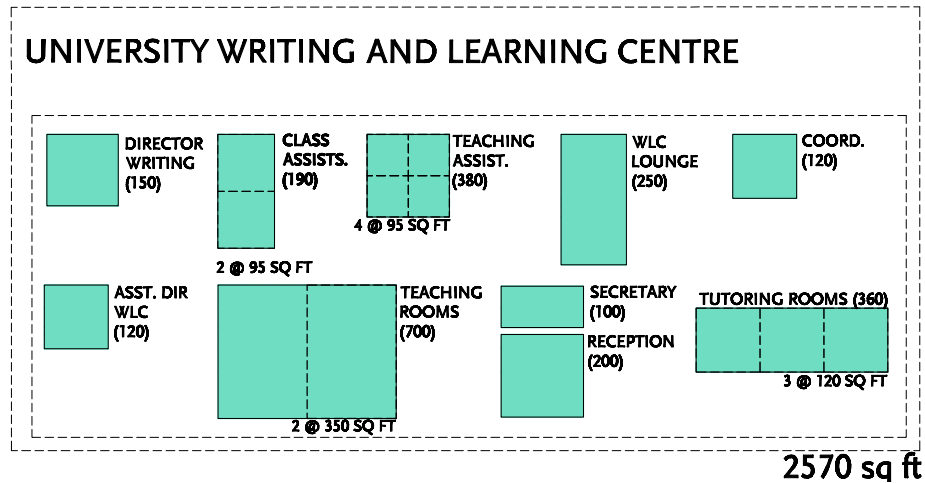 UNIVERSITY WRITING AND LEARNING CENTRE
DIRECTOR
WRITING
(150)
CLASS
ASSISTS.
(190)
2 @ 95 SQ FT
TEACHING
ASSIST.
(380)
4 @ 95 SQ FT
WLC
LOUNGE
(250)
COORD.
(120)
ASST. DIR
WLC
(120)
TEACHING
ROOMS
(700)
2 @ 350 SQ FT
SECRETARY
(100)
RECEPTION
(200)
TUTORING ROOMS (360)
3 @ 120 SQ FT
2570 sq ft